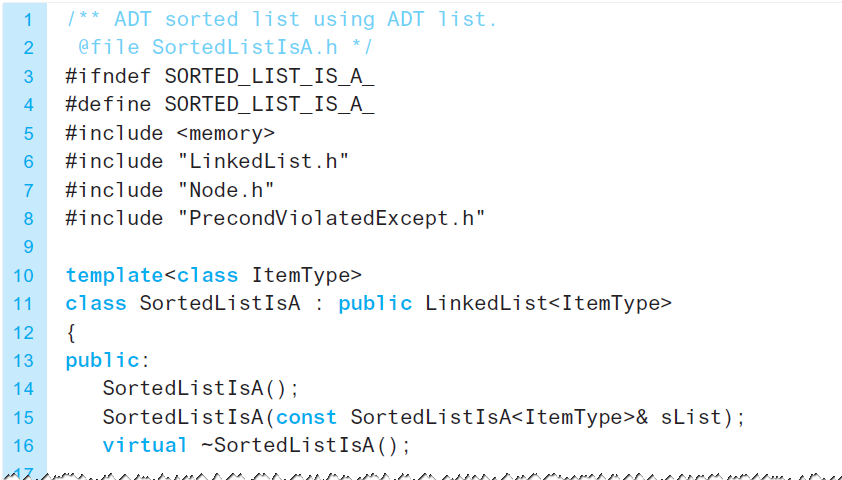 1 /** ADT sorted list using ADT list.
2 @file SortedListIsA.h */
3 #ifndef SORTED_LIST_IS_A_
4 #define SORTED_LIST_IS_A_
5 #include <memory>
6 #include "LinkedList.h"
7 #include "Node.h"
8 #include "PrecondViolatedExcept.h"
9
10 template<class ItemType>
11 class SortedListIsA : public LinkedList<ItemType>
12 {
13 public:
14 SortedListIsA();
15 SortedListIsA(const SortedListIsA<ItemType>& sList);
16 virtual ~SortedListIsA();
17